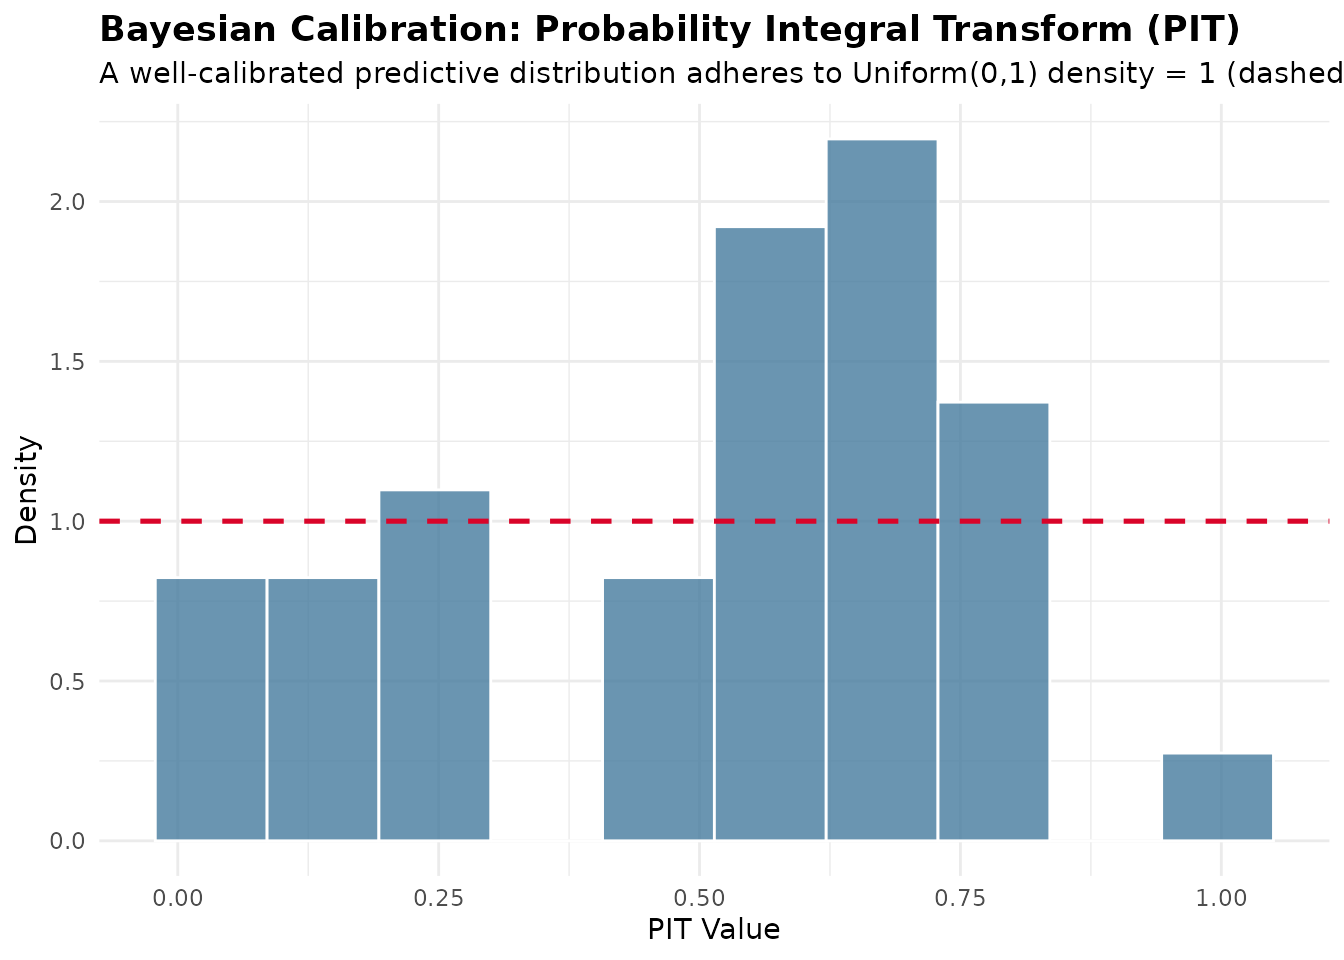 Bayesian Calibration: Probability Integral Transform (PIT)
A well-calibrated predictive distribution adheres to Uniform(0,1) density = 1 (dashed
2.0
1.5
1.0
0.5
0.0
Density
0.00 0.25 0.50 0.75 1.00
PIT Value